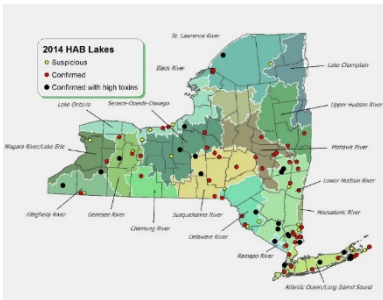 2014 HAB Lakes
Suspicious
Confirmed
Confirmed with high toxins
St. Lawrence River
Black River
Lake Champlain
Lake Ontario
Seneca-Oneida-Oswego
Upper Hudson River
Niagara River/Lake Erie
Mohawk River
Lower Hudson River
Allegheny River
Genesee River
Chemung River
Susquehanna River
Delaware River
Housatonic River
Ramapo River
Atlantic Ocean/Long Island Sound